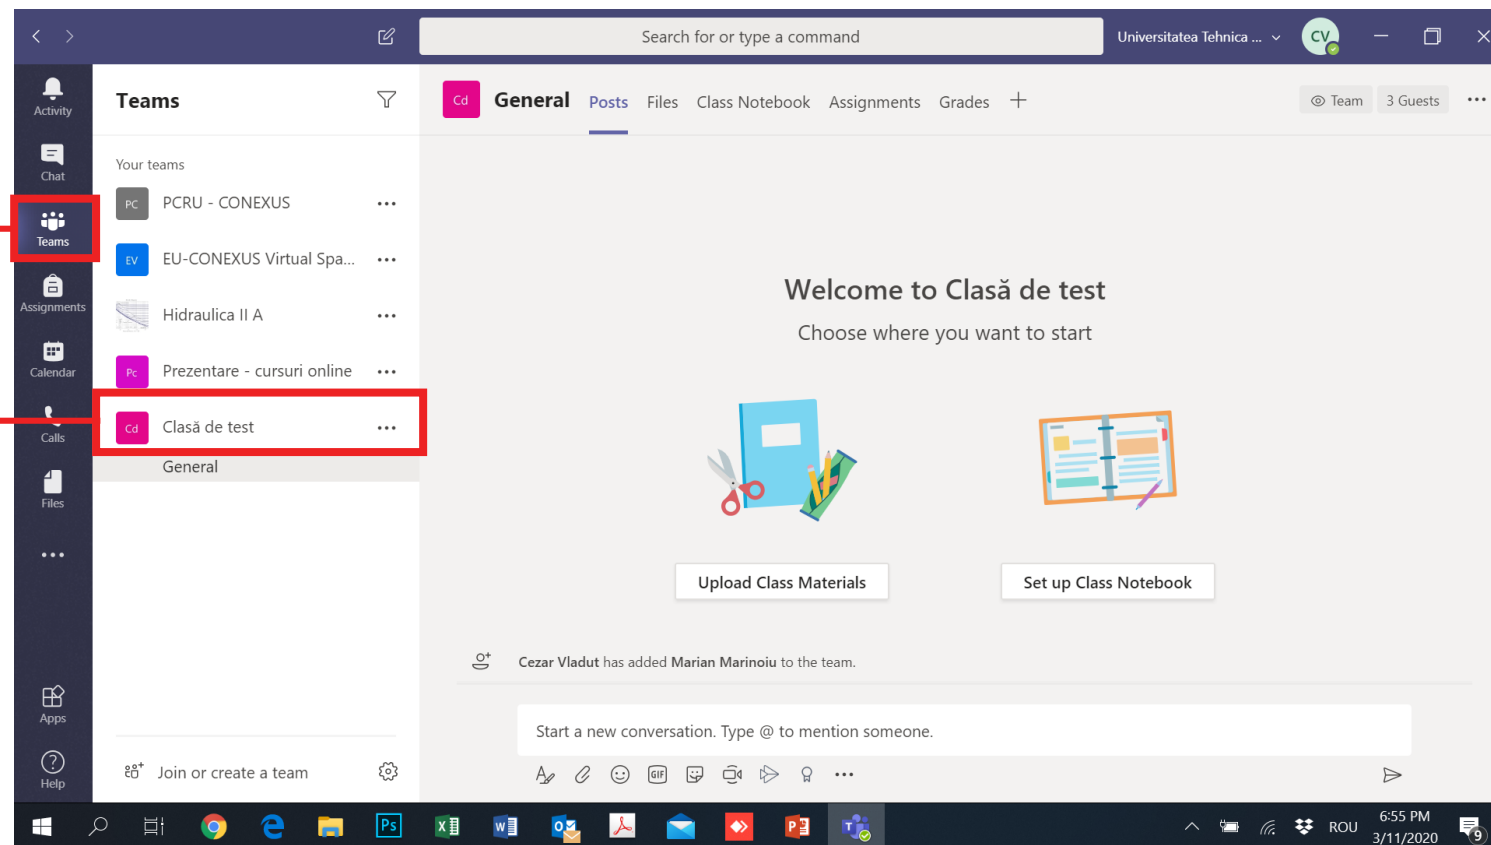 Search for or type a command
Universitatea Tehnica ...
CV
Activity
Chat
Teams
Assignments
Calendar
Calls
Files
Apps
Help
Teams
Your teams
PC PCRU - CONEXUS
EV EU-CONEXUS Virtual Spa...
Hidraulica II A
Pc Prezentare - cursuri online
Cd Clasă de test
General
Join or create a team
Cd General Posts Files Class Notebook Assignments Grades
Team 3 Guests
Welcome to Clasă de test
Choose where you want to start
Upload Class Materials
Set up Class Notebook
Cezar Vladut has added Marian Marinoiu to the team.
Start a new conversation. Type @ to mention someone.
GIF
Ps
ROU
6:55 PM
3/11/2020
9